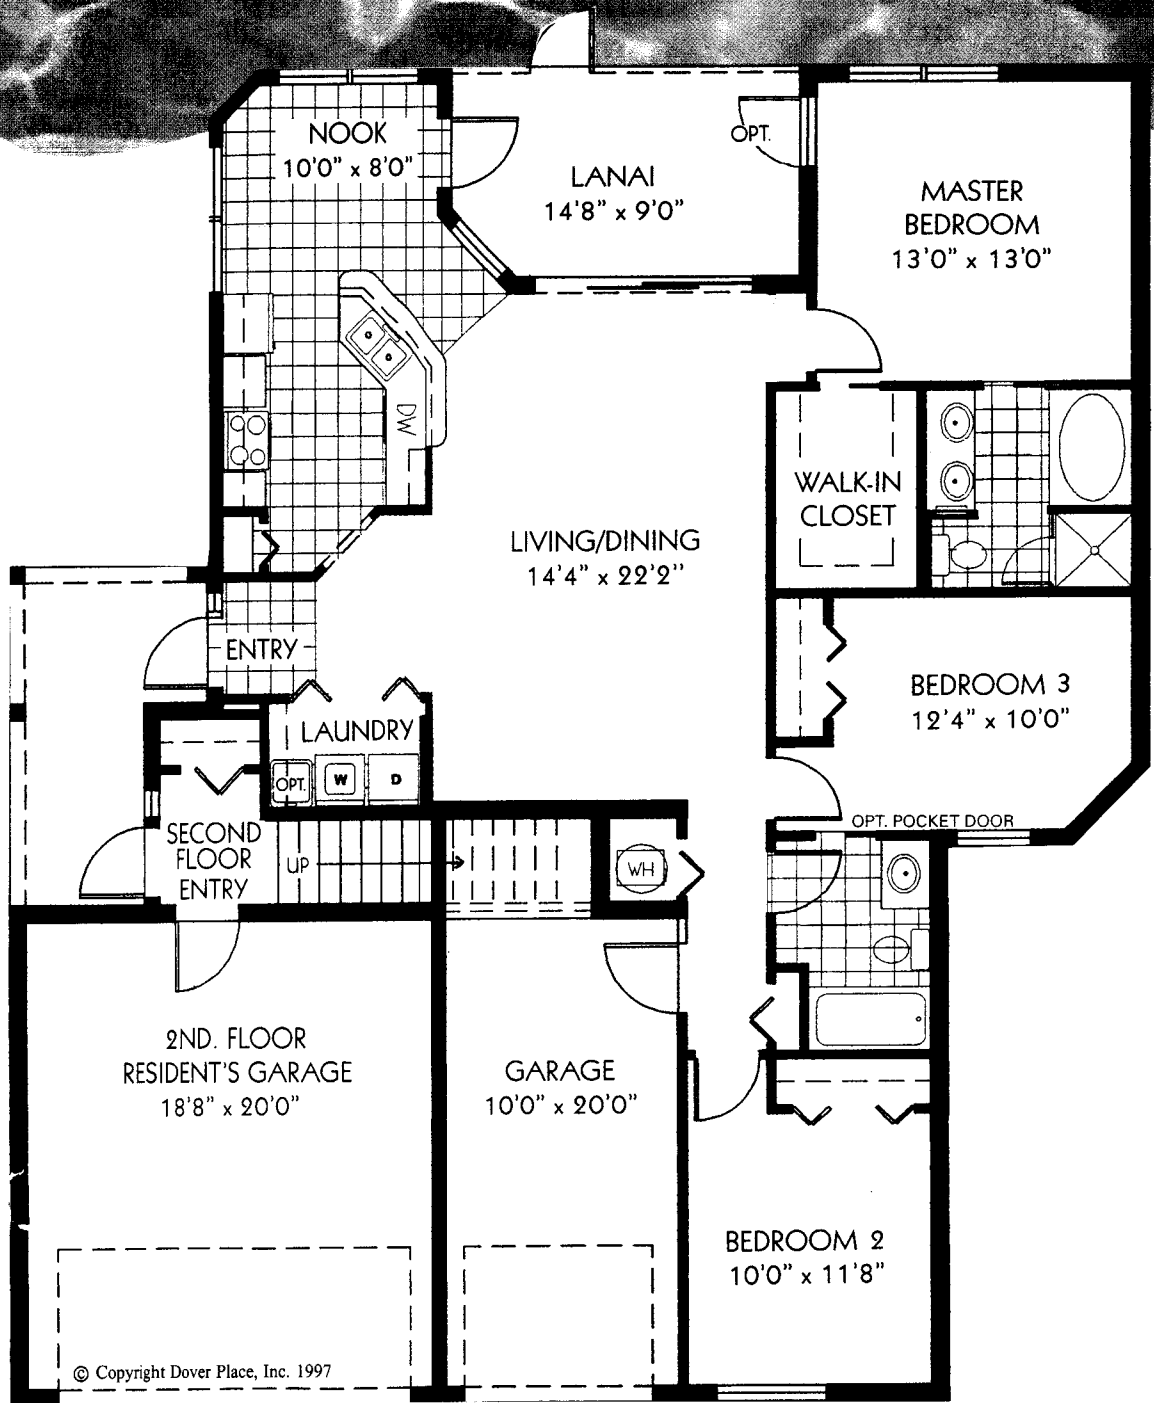 NOOK
10'0" x 8'0"
OPT.
LANAI
14'8" x 9'0"
MASTER
BEDROOM
13'0" x 13'0"
DW
WALK-IN
CLOSET
LIVING/DINING
14'4" x 22'2"
ENTRY
BEDROOM 3
12'4" x 10'0"
LAUNDRY
OPT.
W
D
OPT. POCKET DOOR
SECOND
FLOOR
ENTRY
UP
WH
2ND. FLOOR
RESIDENT'S GARAGE
18'8" x 20'0"
GARAGE
10'0" x 20'0"
BEDROOM 2
10'0" x 11'8"
© Copyright Dover Place, Inc. 1997